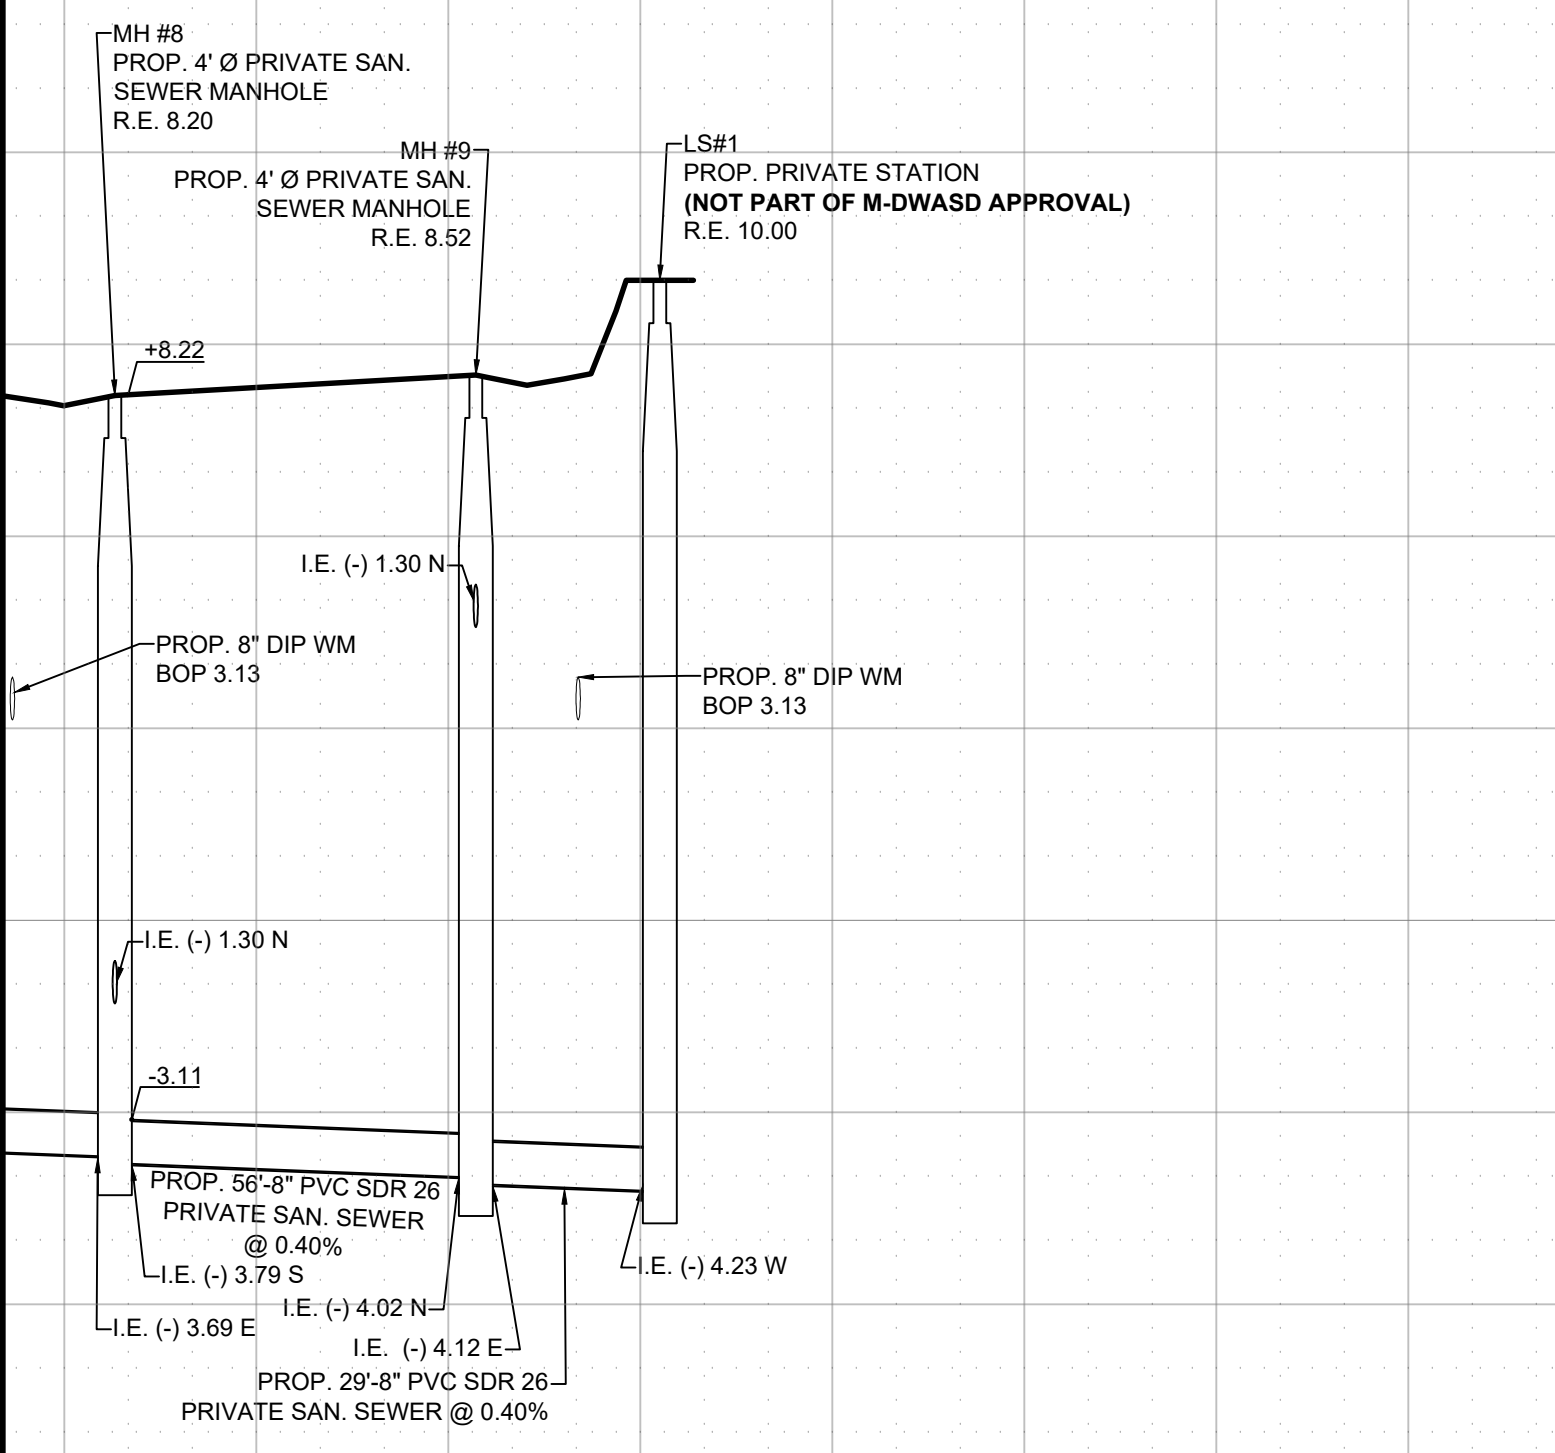 MH #8
PROP. 4' Ø PRIVATE SAN.
SEWER MANHOLE
R.E. 8.20
MH #9
PROP. 4' Ø PRIVATE SAN.
SEWER MANHOLE
R.E. 8.52
LS#1
PROP. PRIVATE STATION
(NOT PART OF M-DWASD APPROVAL)
R.E. 10.00
+8.22
I.E. (-) 1.30 N
PROP. 8" DIP WM
BOP 3.13
PROP. 8" DIP WM
BOP 3.13
I.E. (-) 1.30 N
-3.11
PROP. 56'-8" PVC SDR 26
PRIVATE SAN. SEWER
@ 0.40%
I.E. (-) 3.79 S
I.E. (-) 4.23 W
I.E. (-) 4.02 N
I.E. (-) 3.69 E
I.E. (-) 4.12 E
PROP. 29'-8" PVC SDR 26
PRIVATE SAN. SEWER @ 0.40%